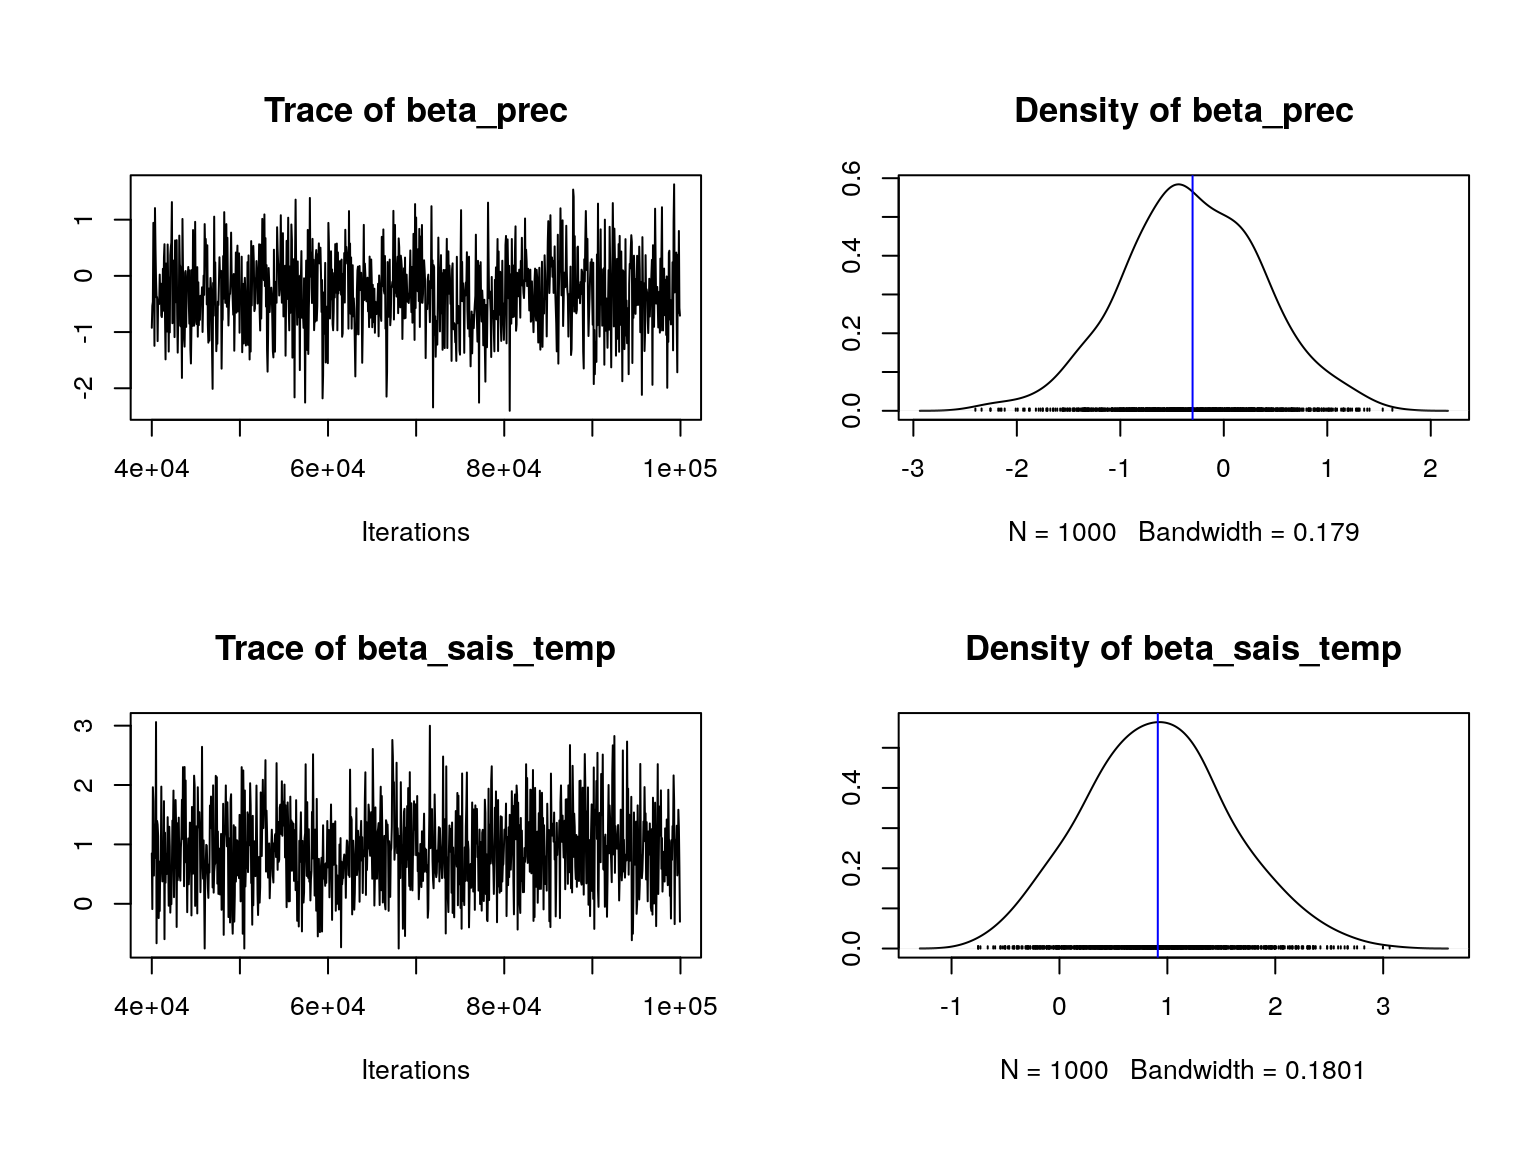 Trace of beta_prec
1
0
-1
-2
4e+04 6e+04 8e+04 1e+05
Iterations
Density of beta_prec
0.6
0.4
0.2
0.0
-3 -2 -1 0 1 2
N = 1000 Bandwidth = 0.179
Trace of beta_sais_temp
3
2
1
0
4e+04 6e+04 8e+04 1e+05
Iterations
Density of beta_sais_temp
0.4
0.2
0.0
-1 0 1 2 3
N = 1000 Bandwidth = 0.1801